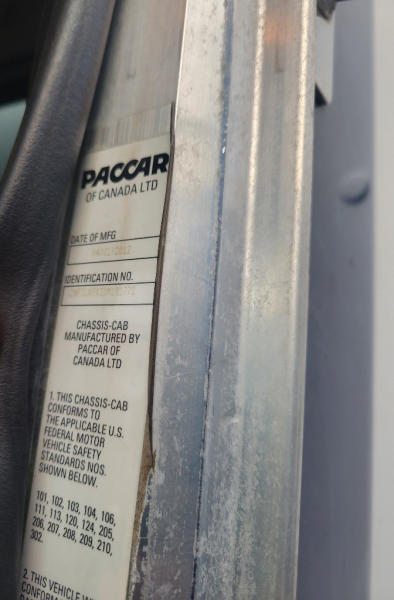 PACCAR
OF CANADA LTD
DATE OF MFG
IDENTIFICATION NO.
CHASSIS-CAB
MANUFACTURED BY
PACCAR OF
CANADA LTD
1. THIS CHASSIS-CAB
CONFORMS TO
THE APPLICABLE U.S.
FEDERAL MOTOR
VEHICLE SAFETY
STANDARDS NOS.
SHOWN BELOW.
101, 102, 103, 104, 106,
111, 113, 120, 124, 205,
206, 207, 208, 209, 210,
302.
2. THIS VEHICLE